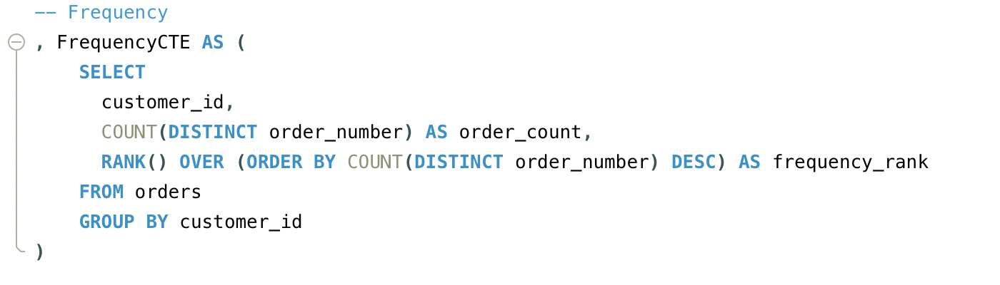 -- Frequency
, FrequencyCTE AS (
    SELECT
      customer_id,
      COUNT(DISTINCT order_number) AS order_count,
      RANK() OVER (ORDER BY COUNT(DISTINCT order_number) DESC) AS frequency_rank
    FROM orders
    GROUP BY customer_id
)